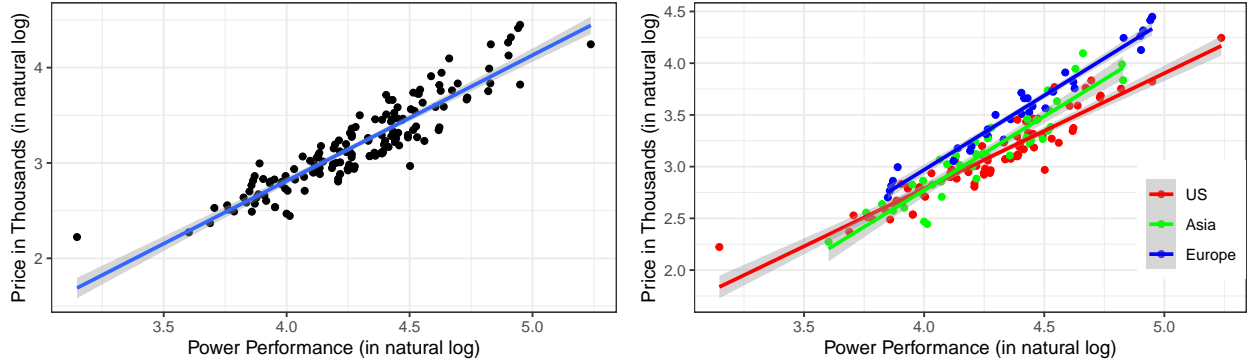 Price in Thousands (in natural log)
4
3
2
3.5 4.0 4.5 5.0
Power Performance (in natural log)
Price in Thousands (in natural log)
4.5
4.0
3.5
3.0
2.5
2.0
3.5 4.0 4.5 5.0
Power Performance (in natural log)
US
Asia
Europe